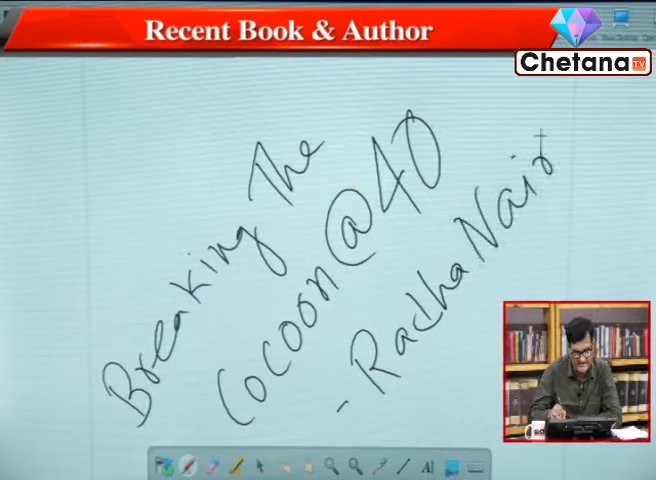 Recent Book & Author
Chetana TV
Breaking The
Cocoon @ 40
- Radha Nair
A